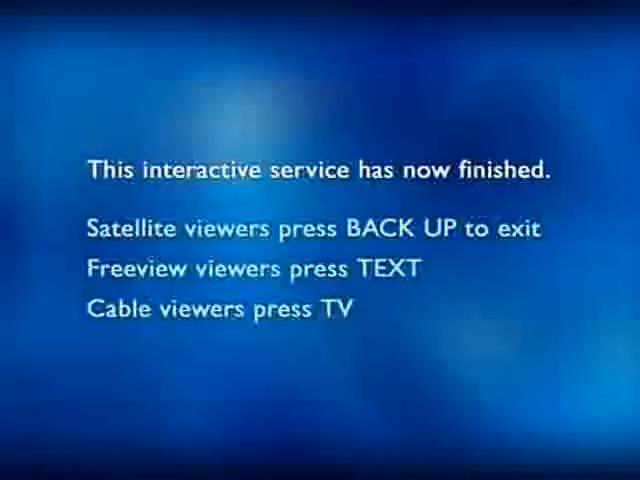 This interactive service has now finished.
Satellite viewers press BACK UP to exit
Freeview viewers press TEXT
Cable viewers press TV